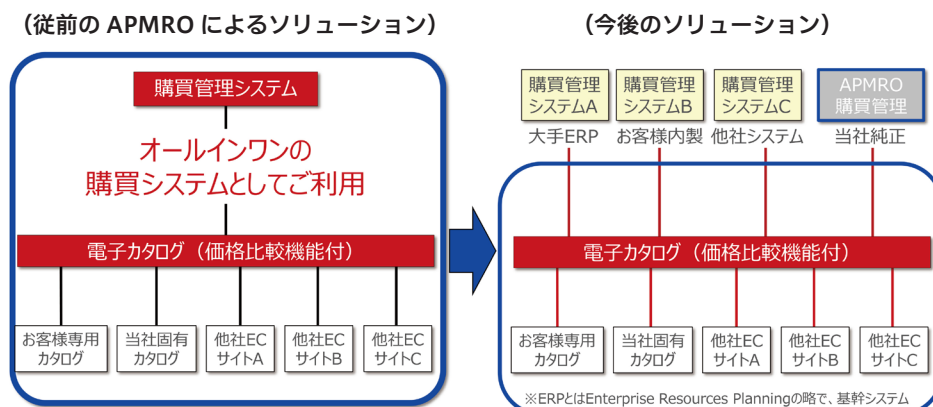 （従前の APMRO によるソリューション）
購買管理システム
オールインワンの
購買システムとしてご利用
電子カタログ（価格比較機能付）
お客様専用
カタログ
当社固有
カタログ
他社EC
サイトA
他社EC
サイトB
他社EC
サイトC
（今後のソリューション）
購買管理
システムA
購買管理
システムB
購買管理
システムC
APMRO
購買管理
大手ERP
お客様内製
他社システム
当社純正
電子カタログ（価格比較機能付）
お客様専用
カタログ
当社固有
カタログ
他社EC
サイトA
他社EC
サイトB
他社EC
サイトC
※ERPとはEnterprise Resources Planningの略で、基幹システム